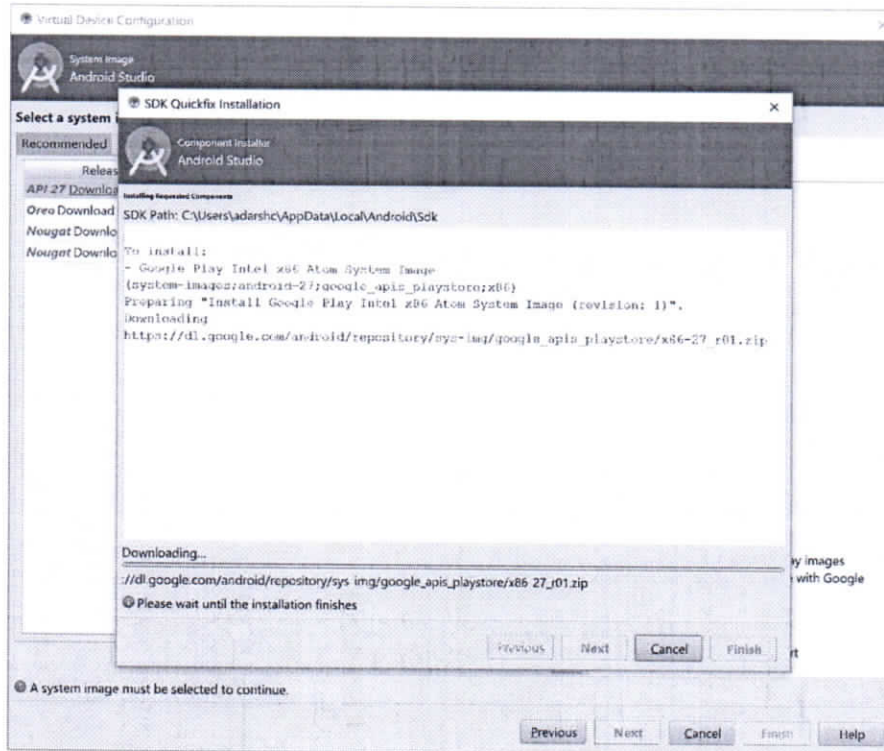 Virtual Device Configuration
System Image
Android Studio
Select a system i
Recommended
Releas
API 27 Downloa
Oreo Download
Nougat Downlo
Nougat Downlo
SDK Quickfix Installation
Component Installer
Android Studio
Installing Requested Components
SDK Path: C:\Users\adarshc\AppData\Local\Android\Sdk
To install:
- Google Play Intel x86 Atom System Image
(system-images;android-27;google_apis_playstore;x86)
Preparing "Install Google Play Intel x86 Atom System Image (revision: 1)".
Downloading
https://dl.google.com/android/repository/sys-img/google_apis_playstore/x86-27_r01.zip
Downloading...
://dl.google.com/android/repository/sys img/google_apis_playstore/x86 27_r01.zip
Please wait until the installation finishes
Previous Next Cancel Finish
y images
with Google
rt
A system image must be selected to continue.
Previous Next Cancel Finish Help